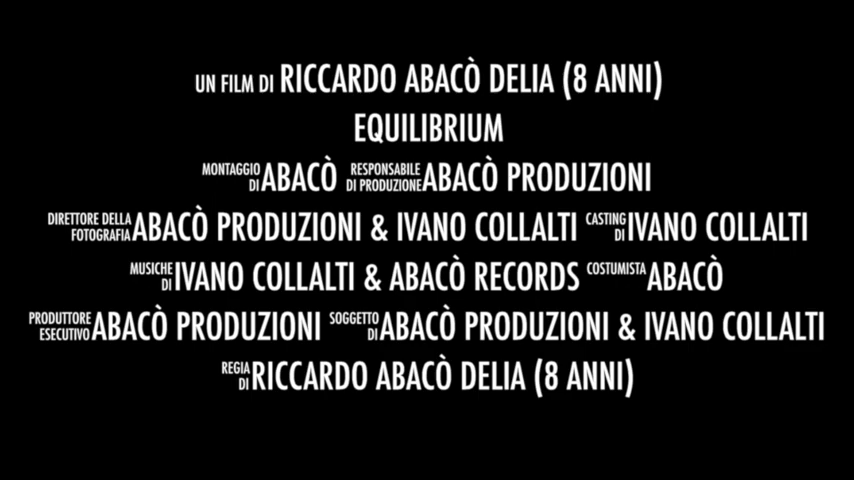 UN FILM DI RICCARDO ABACÒ DELIA (8 ANNI)
EQUILIBRIUM
MONTAGGIO DI ABACÒ RESPONSABILE DI PRODUZIONE ABACÒ PRODUZIONI
DIRETTORE DELLA FOTOGRAFIA ABACÒ PRODUZIONI & IVANO COLLALTI CASTING DI IVANO COLLALTI
MUSICHE DI IVANO COLLALTI & ABACÒ RECORDS COSTUMISTA ABACÒ
PRODUTTORE ESECUTIVO ABACÒ PRODUZIONI SOGGETTO DI ABACÒ PRODUZIONI & IVANO COLLALTI
REGIA DI RICCARDO ABACÒ DELIA (8 ANNI)